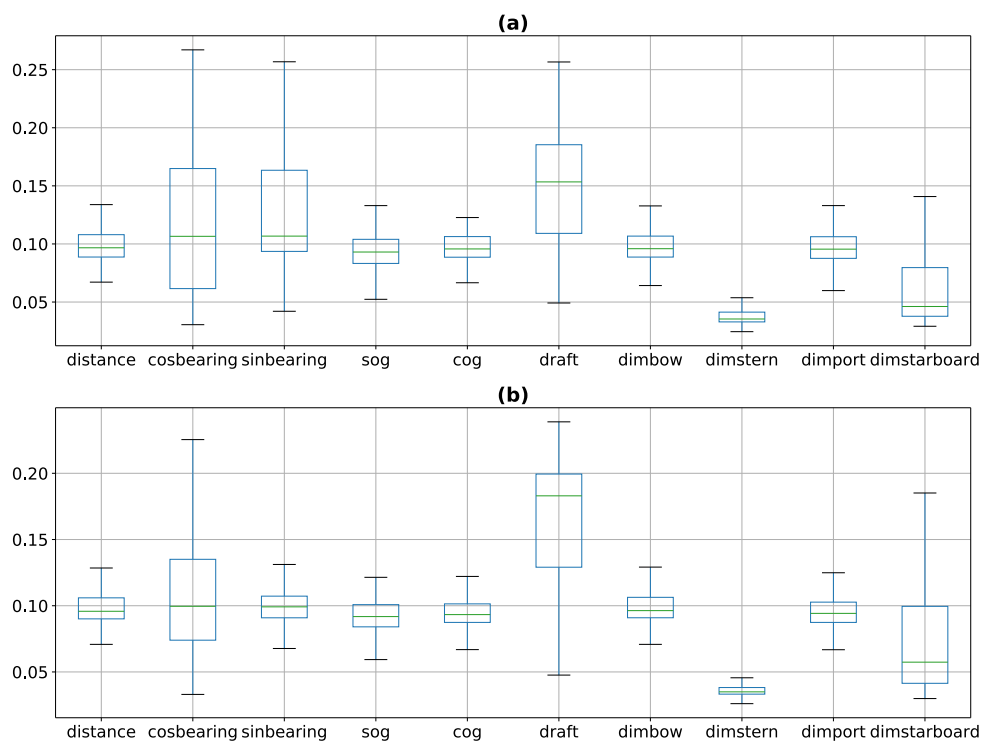 (a)
0.25
0.20
0.15
0.10
0.05
distance cosbearing sinbearing sog cog draft dimbow dimstern dimport dimstarboard
(b)
0.20
0.15
0.10
0.05
distance cosbearing sinbearing sog cog draft dimbow dimstern dimport dimstarboard